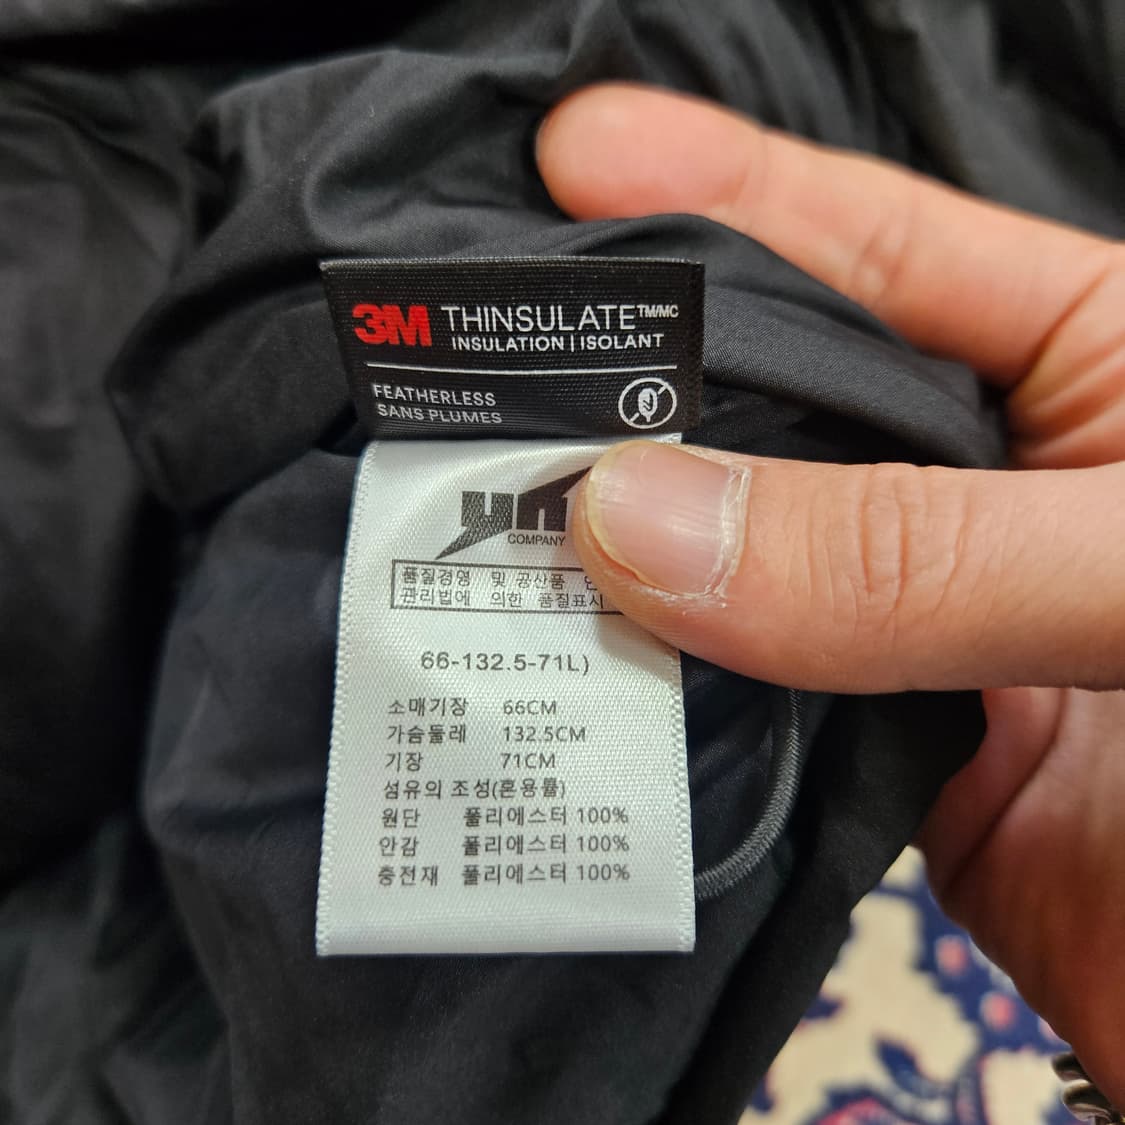 3M THINSULATE™/MC
INSULATION | ISOLANT
FEATHERLESS
SANS PLUMES
COMPANY
품질경영 및 공산품
관리법에 의한 품질표시
66-132.5-71L)
소매기장 66CM
가슴둘레 132.5CM
기장 71CM
섬유의 조성(혼용률)
원단 폴리에스터 100%
안감 폴리에스터 100%
충전재 폴리에스터 100%